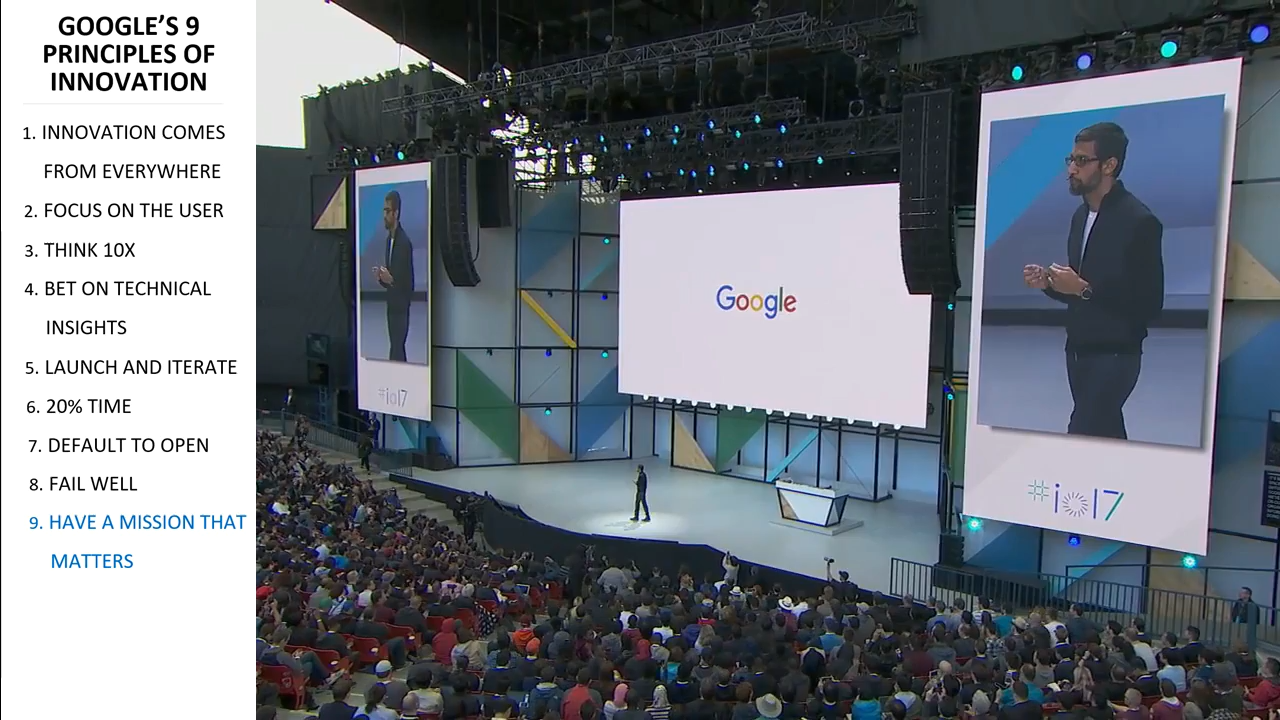 GOOGLE’S 9
PRINCIPLES OF
INNOVATION
1. INNOVATION COMES
FROM EVERYWHERE
2. FOCUS ON THE USER
3. THINK 10X
4. BET ON TECHNICAL
INSIGHTS
5. LAUNCH AND ITERATE
6. 20% TIME
7. DEFAULT TO OPEN
8. FAIL WELL
9. HAVE A MISSION THAT
MATTERS
Google
#io17
#io17